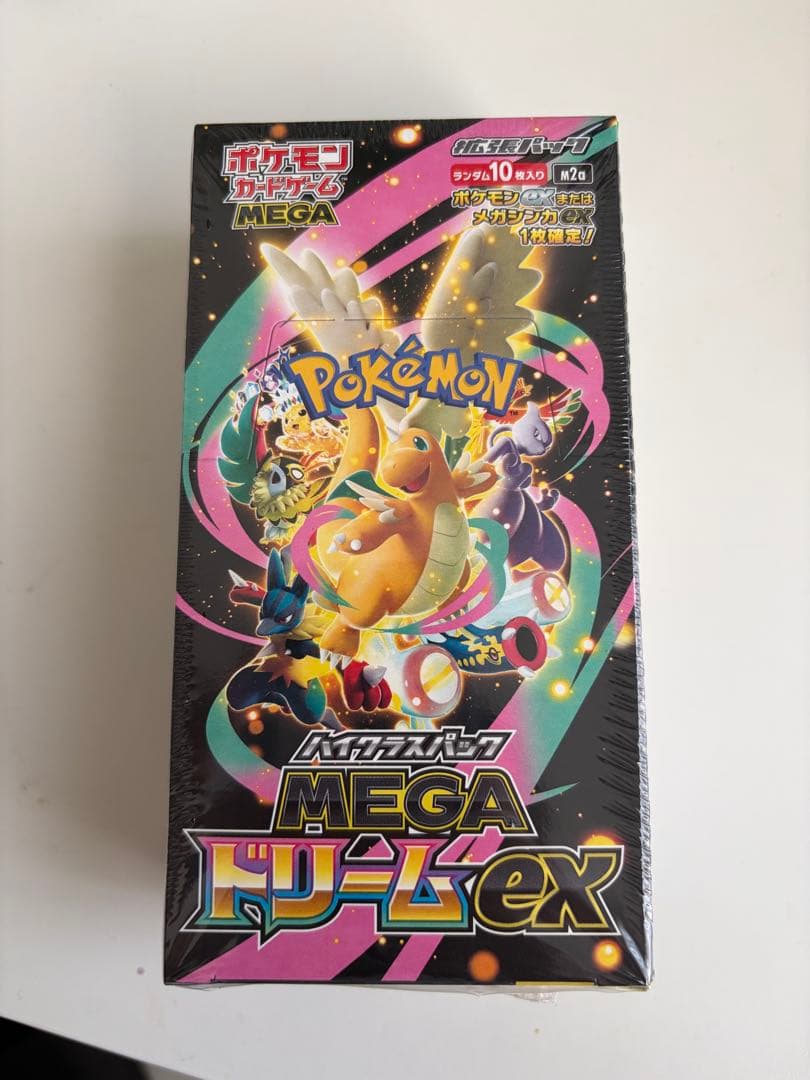 ポケモン
カードゲーム
MEGA
拡張パック
ランダム10枚入り M2a
ポケモンexまたは
メガシンカex
1枚確定!
POKéMON
TM
ハイクラスパック
MEGA
ドリームex